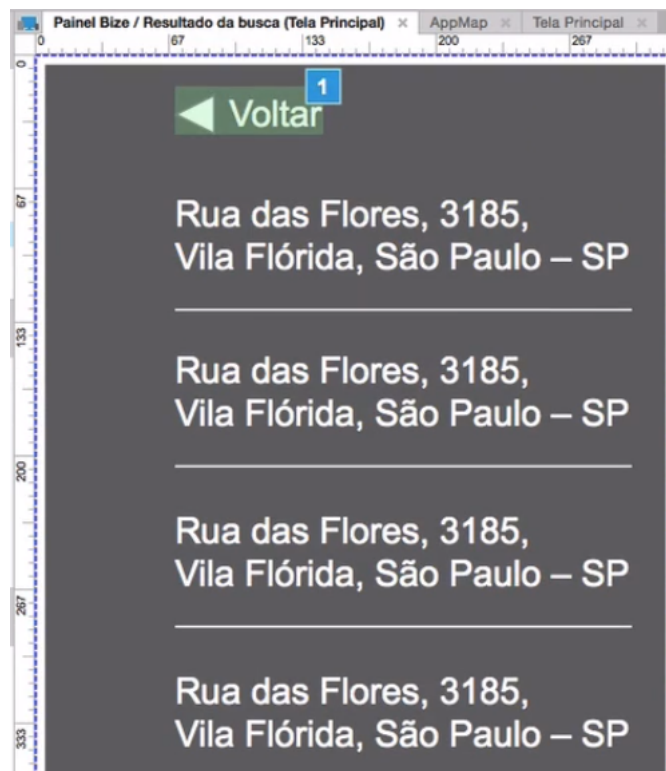 Painel Bize / Resultado da busca (Tela Principal) × AppMap × Tela Principal ×
0 67 133 200 267
0
1
◀ Voltar
67
Rua das Flores, 3185,
Vila Flórida, São Paulo – SP
133
Rua das Flores, 3185,
Vila Flórida, São Paulo – SP
200
Rua das Flores, 3185,
Vila Flórida, São Paulo – SP
267
Rua das Flores, 3185,
Vila Flórida, São Paulo – SP
333